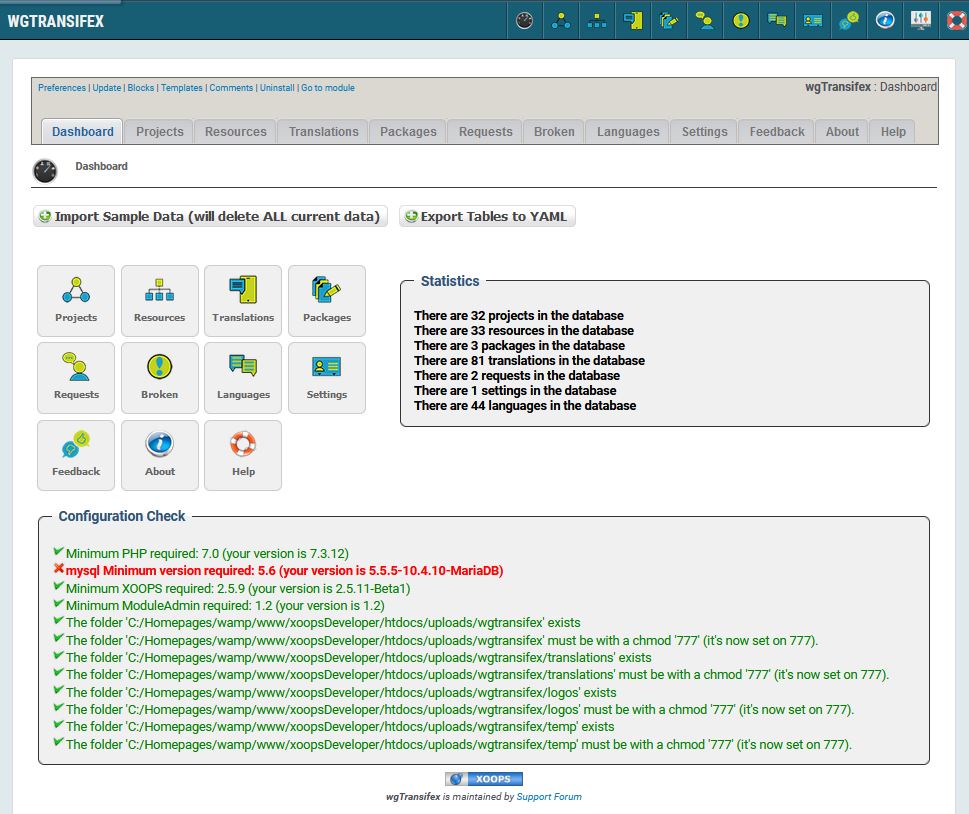 WGTRANSIFEX
Preferences | Update | Blocks | Templates | Comments | Uninstall | Go to module
wgTransifex : Dashboard
Dashboard Projects Resources Translations Packages Requests Broken Languages Settings Feedback About Help
Dashboard
Import Sample Data (will delete ALL current data) Export Tables to YAML
Projects Resources Translations Packages
Requests Broken Languages Settings
Feedback About Help
Statistics
There are 32 projects in the database
There are 33 resources in the database
There are 3 packages in the database
There are 81 translations in the database
There are 2 requests in the database
There are 1 settings in the database
There are 44 languages in the database
Configuration Check
Minimum PHP required: 7.0 (your version is 7.3.12)
mysql Minimum version required: 5.6 (your version is 5.5.5-10.4.10-MariaDB)
Minimum XOOPS required: 2.5.9 (your version is 2.5.11-Beta1)
Minimum ModuleAdmin required: 1.2 (your version is 1.2)
The folder 'C:/Homepages/wamp/www/xoopsDeveloper/htdocs/uploads/wgtransifex' exists
The folder 'C:/Homepages/wamp/www/xoopsDeveloper/htdocs/uploads/wgtransifex' must be with a chmod '777' (it's now set on 777).
The folder 'C:/Homepages/wamp/www/xoopsDeveloper/htdocs/uploads/wgtransifex/translations' exists
The folder 'C:/Homepages/wamp/www/xoopsDeveloper/htdocs/uploads/wgtransifex/translations' must be with a chmod '777' (it's now set on 777).
The folder 'C:/Homepages/wamp/www/xoopsDeveloper/htdocs/uploads/wgtransifex/logos' exists
The folder 'C:/Homepages/wamp/www/xoopsDeveloper/htdocs/uploads/wgtransifex/logos' must be with a chmod '777' (it's now set on 777).
The folder 'C:/Homepages/wamp/www/xoopsDeveloper/htdocs/uploads/wgtransifex/temp' exists
The folder 'C:/Homepages/wamp/www/xoopsDeveloper/htdocs/uploads/wgtransifex/temp' must be with a chmod '777' (it's now set on 777).
XOOPS
wgTransifex is maintained by Support Forum